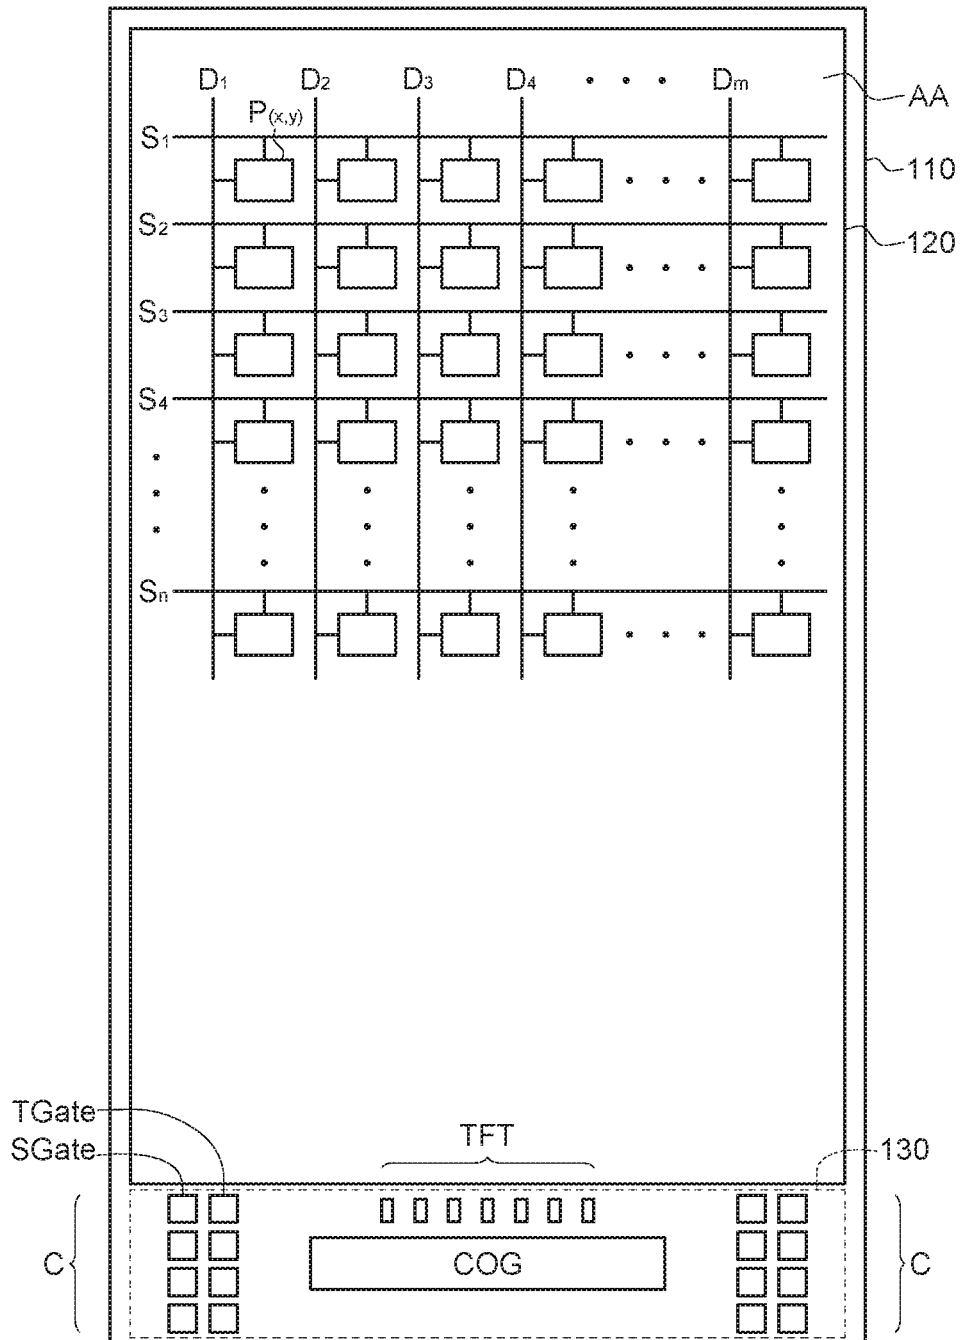 D1 D2 D3 D4 Dm
AA
P(x,y)
S1
110
S2
120
S3
S4
Sn
TGate
TFT
SGate
130
C
COG
C